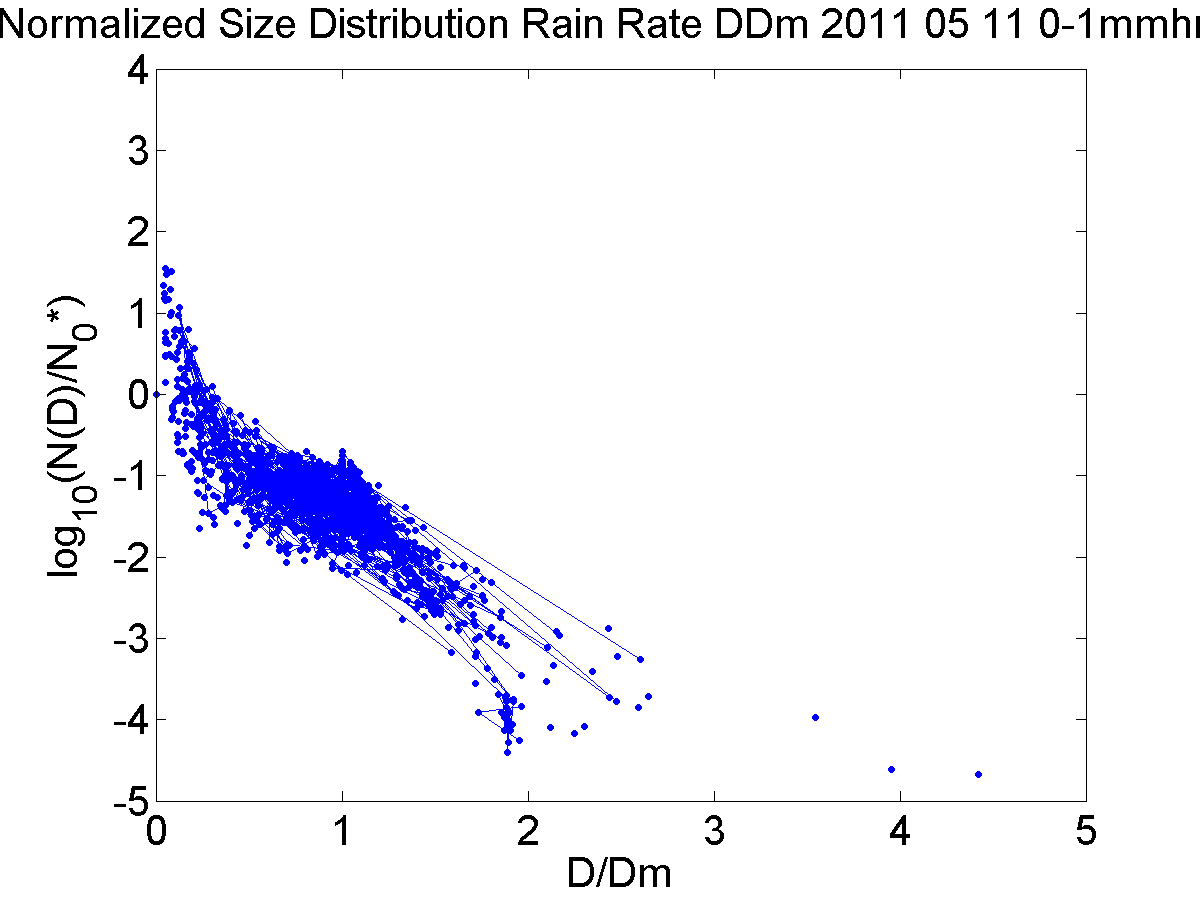 Normalized Size Distribution Rain Rate DDm 2011 05 11 0-1mmhr
4
3
2
1
0
-1
-2
-3
-4
-5
log10(N(D)/N0*)
0 1 2 3 4 5
D/Dm